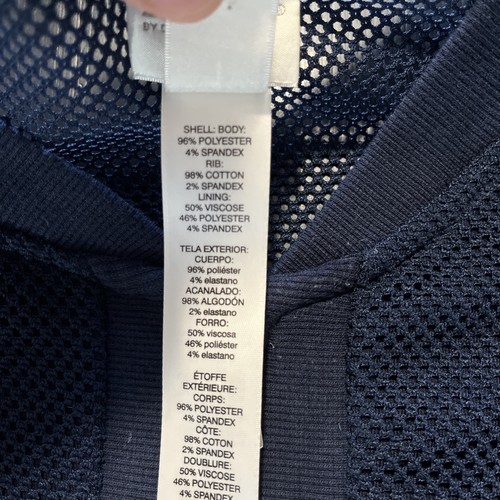 BY
SHELL: BODY:
96% POLYESTER
4% SPANDEX
RIB:
98% COTTON
2% SPANDEX
LINING:
50% VISCOSE
46% POLYESTER
4% SPANDEX
TELA EXTERIOR:
CUERPO:
96% poliéster
4% elastano
ACANALADO:
98% ALGODÓN
2% elastano
FORRO:
50% viscosa
46% poliéster
4% elastano
ÉTOFFE
EXTÉRIEURE:
CORPS:
96% POLYESTER
4% SPANDEX
CÔTE:
98% COTON
2% SPANDEX
DOUBLURE:
50% VISCOSE
46% POLYESTER
4% SPANDEX